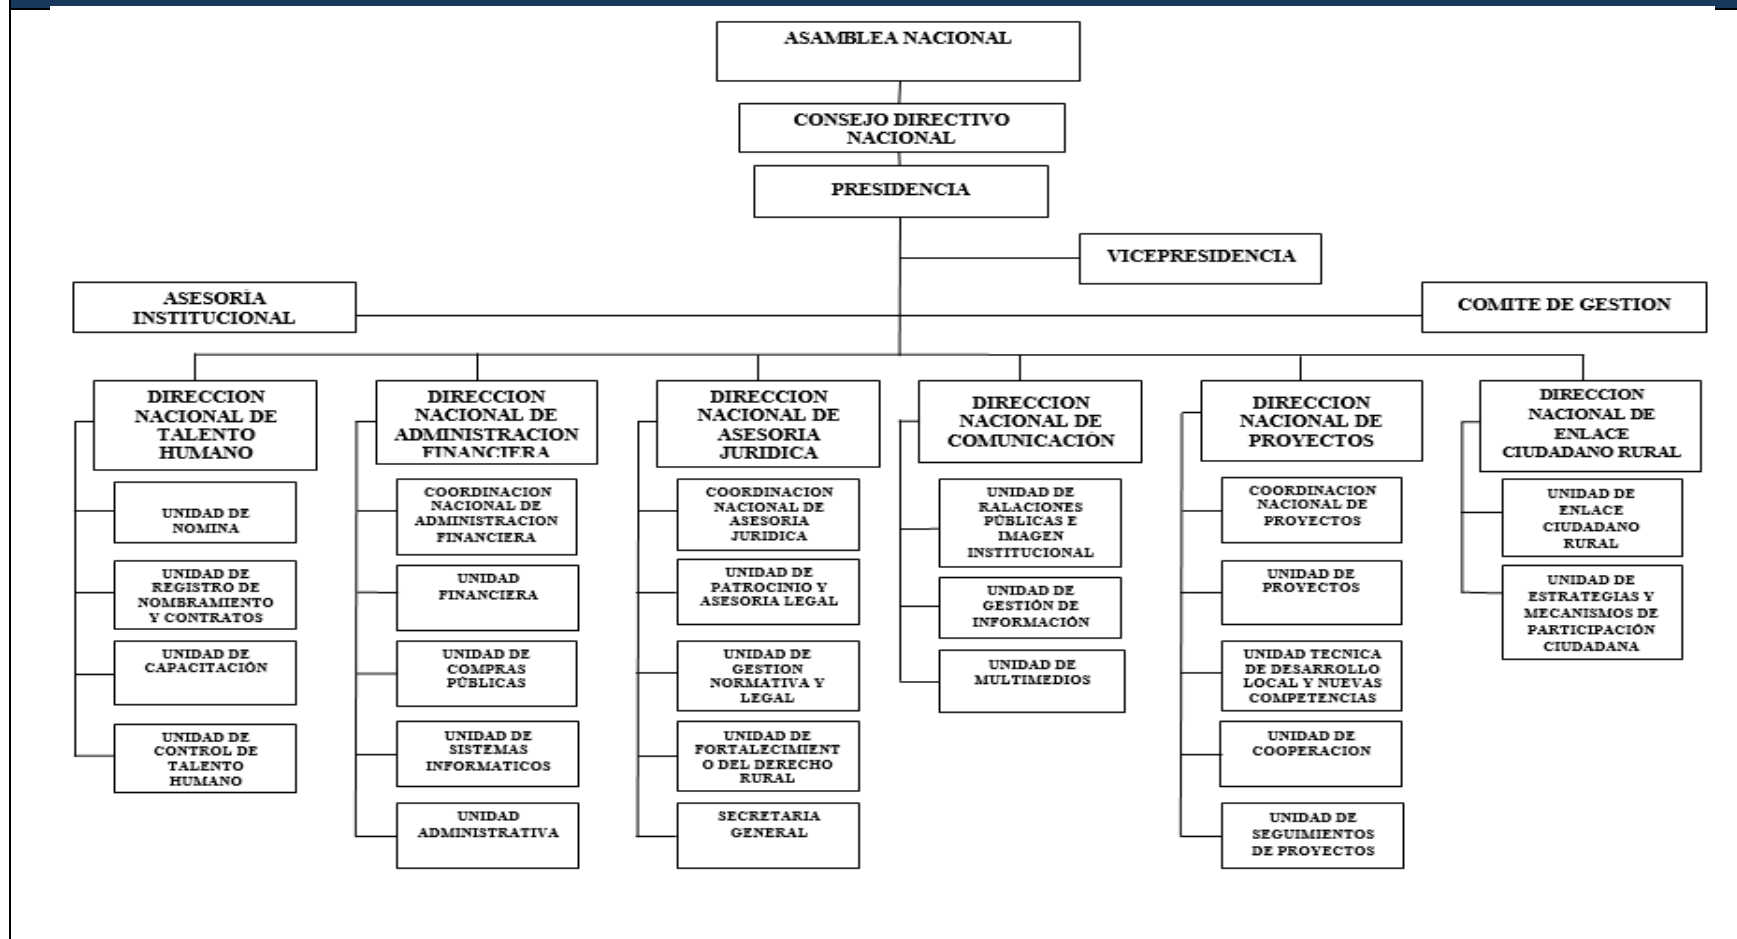 ASAMBLEA NACIONAL
CONSEJO DIRECTIVO
NACIONAL
PRESIDENCIA
VICEPRESIDENCIA
ASESORÍA
INSTITUCIONAL
COMITE DE GESTION
DIRECCION
NACIONAL DE
TALENTO
HUMANO
UNIDAD DE
NOMINA
UNIDAD DE
REGISTRO DE
NOMBRAMIENTO
Y CONTRATOS
UNIDAD DE
CAPACITACIÓN
UNIDAD DE
CONTROL DE
TALENTO
HUMANO
DIRECCION
NACIONAL DE
ADMINISTRACION
FINANCIERA
COORDINACION
NACIONAL DE
ADMINISTRACION
FINANCIERA
UNIDAD
FINANCIERA
UNIDAD DE
COMPRAS
PÚBLICAS
UNIDAD DE
SISTEMAS
INFORMATICOS
UNIDAD
ADMINISTRATIVA
DIRECCION
NACIONAL DE
ASESORIA
JURIDICA
COORDINACION
NACIONAL DE
ASESORIA
JURIDICA
UNIDAD DE
PATROCINIO Y
ASESORIA LEGAL
UNIDAD DE
GESTION
NORMATIVA Y
LEGAL
UNIDAD DE
FORTALECIMIENT
O DEL DERECHO
RURAL
SECRETARIA
GENERAL
DIRECCION
NACIONAL DE
COMUNICACIÓN
UNIDAD DE
RALACIONES
PÚBLICAS E
IMAGEN
INSTITUCIONAL
UNIDAD DE
GESTIÓN DE
INFORMACIÓN
UNIDAD DE
MULTIMEDIOS
DIRECCION
NACIONAL DE
PROYECTOS
COORDINACION
NACIONAL DE
PROYECTOS
UNIDAD DE
PROYECTOS
UNIDAD TECNICA
DE DESARROLLO
LOCAL Y NUEVAS
COMPETENCIAS
UNIDAD DE
COOPERACION
UNIDAD DE
SEGUIMIENTOS
DE PROYECTOS
DIRECCION
NACIONAL DE
ENLACE
CIUDADANO RURAL
UNIDAD DE
ENLACE
CIUDADANO
RURAL
UNIDAD DE
ESTRATEGIAS Y
MECANISMOS DE
PARTICIPACIÓN
CIUDADANA